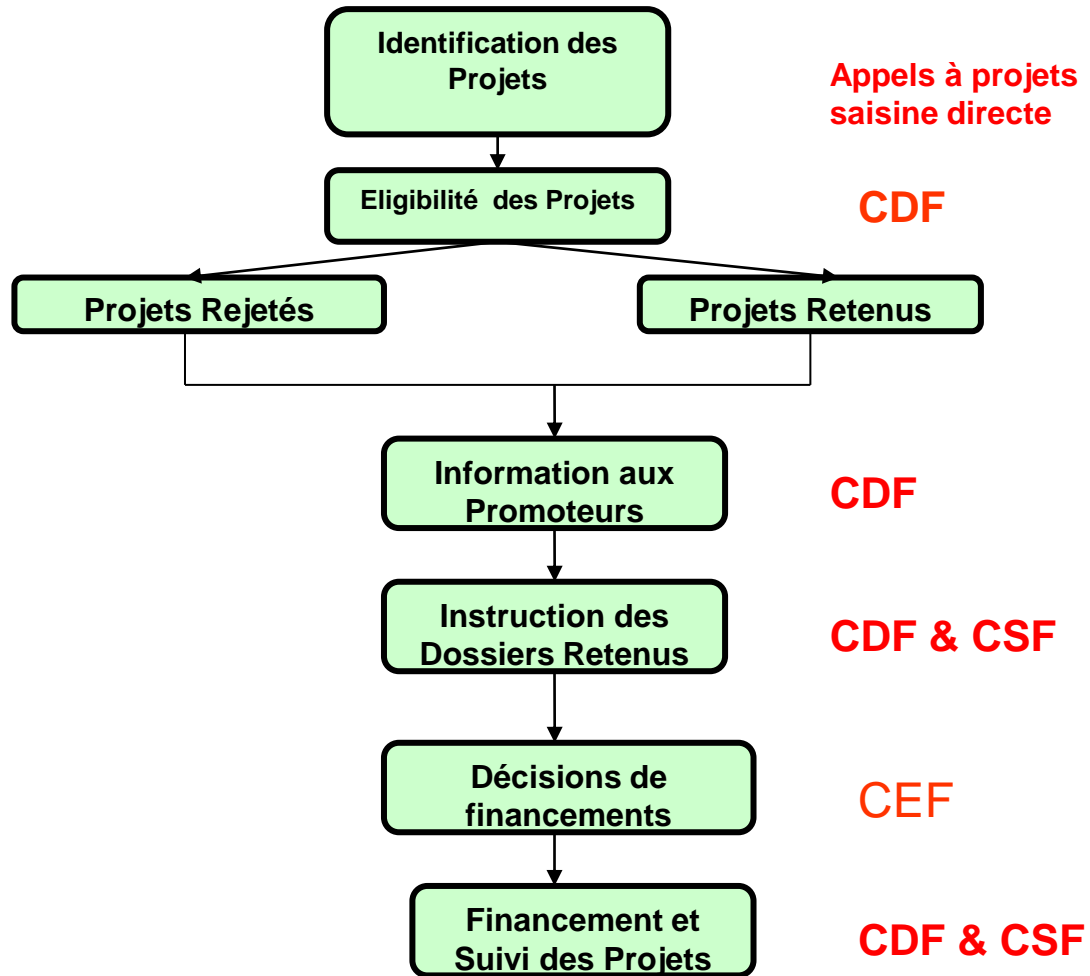 Identification des
Projets
Appels à projets
saisine directe
Eligibilité des Projets
CDF
Projets Rejetés
Projets Retenus
Information aux
Promoteurs
CDF
Instruction des
Dossiers Retenus
CDF & CSF
Décisions de
financements
CEF
Financement et
Suivi des Projets
CDF & CSF